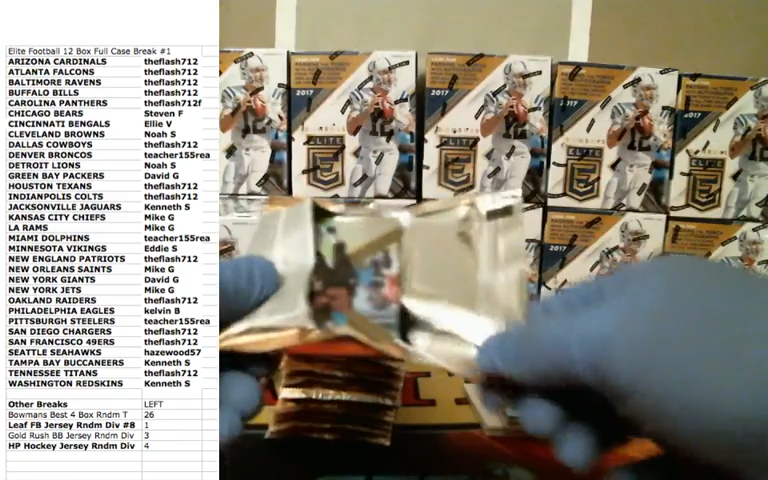 Elite Football 12 Box Full Case Break #1
ARIZONA CARDINALS theflash712
ATLANTA FALCONS theflash712
BALTIMORE RAVENS theflash712
BUFFALO BILLS theflash712
CAROLINA PANTHERS theflash712f
CHICAGO BEARS Steven F
CINCINNATI BENGALS Ellie V
CLEVELAND BROWNS Noah S
DALLAS COWBOYS theflash712
DENVER BRONCOS teacher155rea
DETROIT LIONS Noah S
GREEN BAY PACKERS David G
HOUSTON TEXANS theflash712
INDIANPOLIS COLTS theflash712
JACKSONVILLE JAGUARS Kenneth S
KANSAS CITY CHIEFS Mike G
LA RAMS Mike G
MIAMI DOLPHINS teacher155rea
MINNESOTA VIKINGS Eddie S
NEW ENGLAND PATRIOTS theflash712
NEW ORLEANS SAINTS Mike G
NEW YORK GIANTS David G
NEW YORK JETS Mike G
OAKLAND RAIDERS theflash712
PHILADELPHIA EAGLES kelvin B
PITTSBURGH STEELERS teacher155rea
SAN DIEGO CHARGERS theflash712
SAN FRANCISCO 49ERS theflash712
SEATTLE SEAHAWKS hazewood57
TAMPA BAY BUCCANEERS Kenneth S
TENNESSEE TITANS theflash712
WASHINGTON REDSKINS Kenneth S
Other Breaks LEFT
Bowmans Best 4 Box Rndm T 26
Leaf FB Jersey Rndm Div #8 1
Gold Rush BB Jersey Rndm Div 3
HP Hockey Jersey Rndm Div 4
2017
2017
2017
2017
ELITE
ELITE
ELITE
ELITE